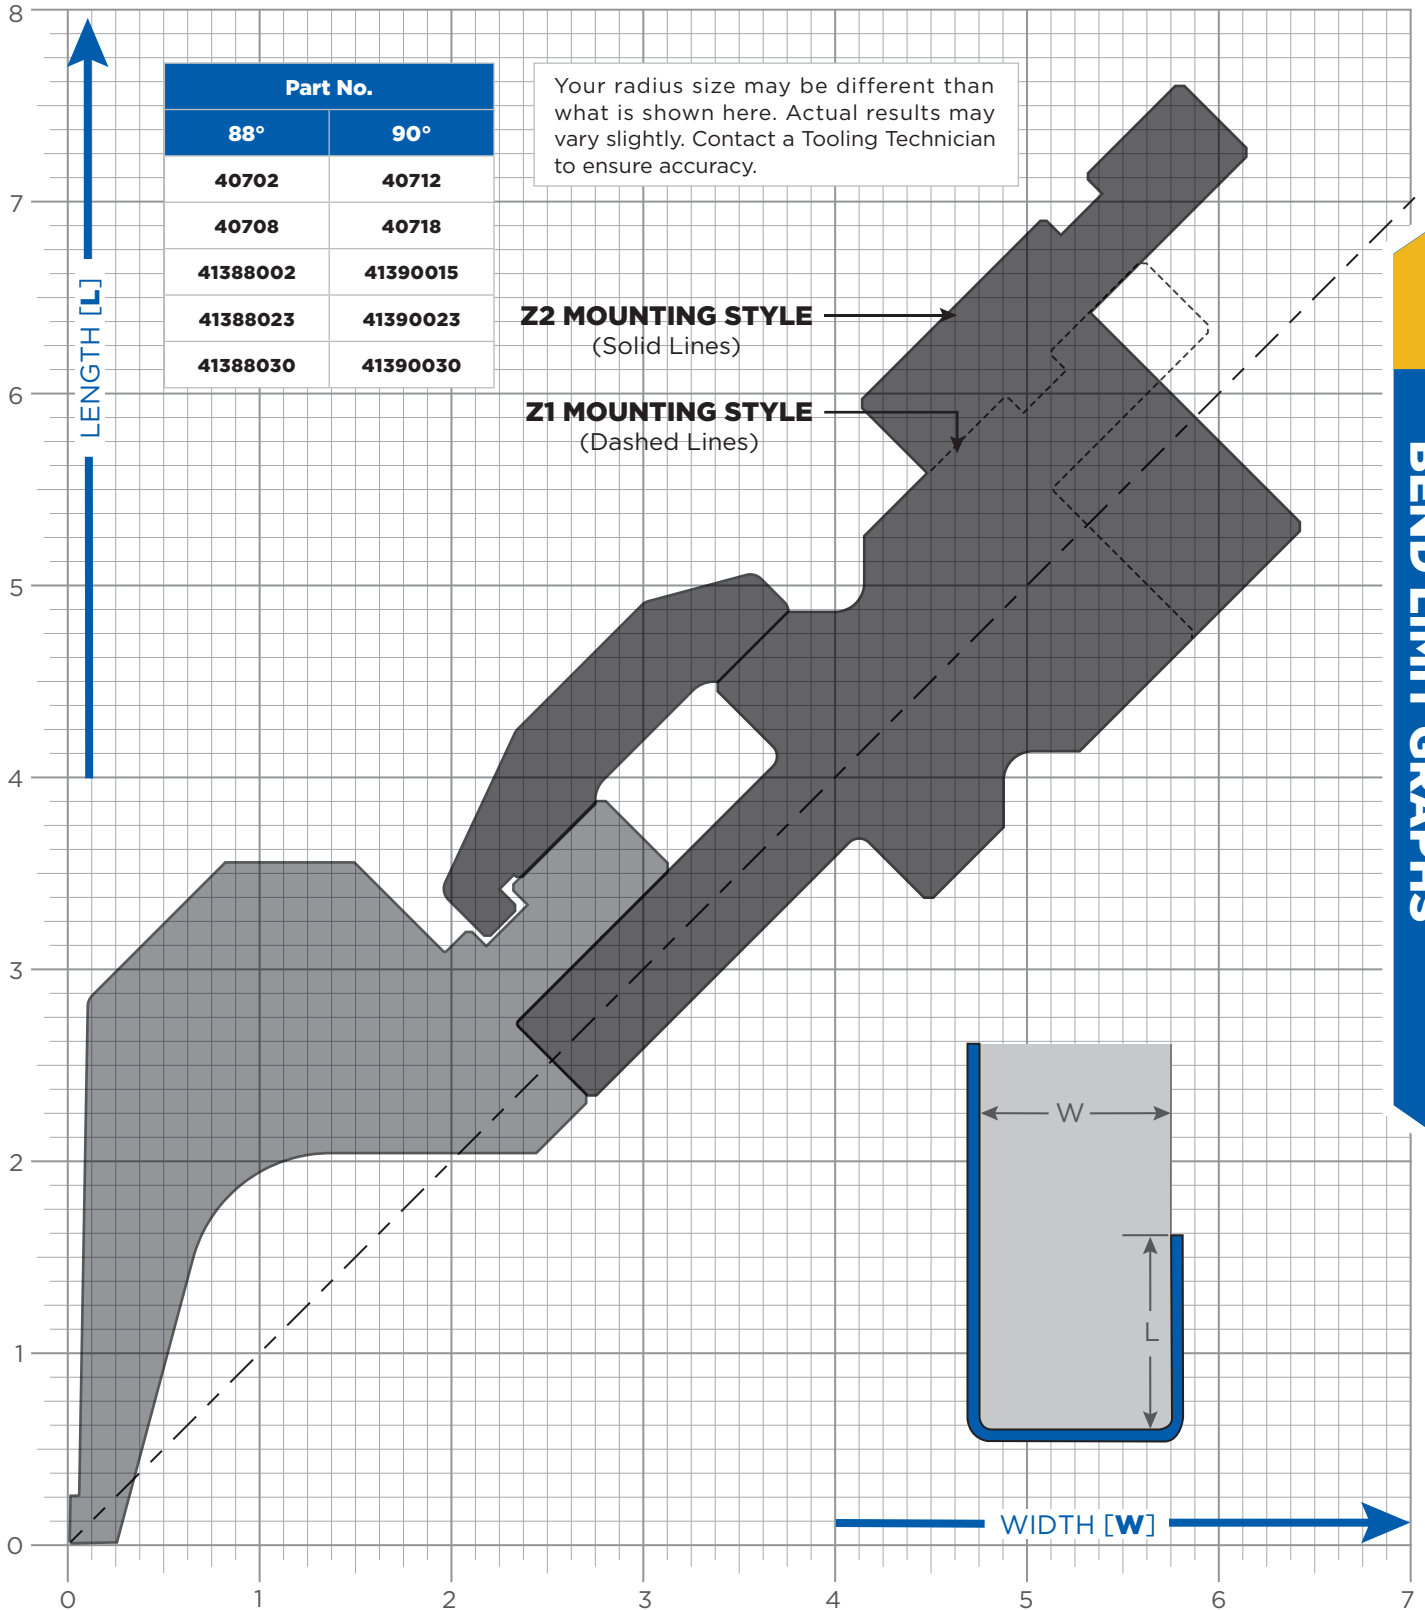 8
7
6
5
4
3
2
1
0
0 1 2 3 4 5 6 7
LENGTH [L]
Part No.
88° 90°
40702 40712
40708 40718
41388002 41390015
41388023 41390023
41388030 41390030
Your radius size may be different than
what is shown here. Actual results may
vary slightly. Contact a Tooling Technician
to ensure accuracy.
Z2 MOUNTING STYLE
(Solid Lines)
Z1 MOUNTING STYLE
(Dashed Lines)
BEND LIMIT GRAPHS
W
L
WIDTH [W]